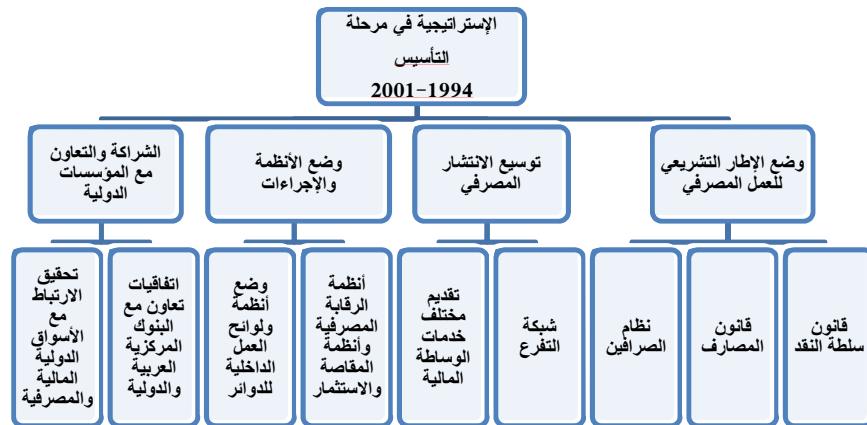 الإستراتيجية في مرحلة
التأسيس
1994-2001
وضع الإطار التشريعي
للعمل المصرفي
توسيع الانتشار
المصرفي
وضع الأنظمة
والإجراءات
الشراكة والتعاون
مع المؤسسات
الدولية
قانون
سلطة النقد
قانون
المصارف
نظام
الصرافين
شبكة
التفرع
تقديم
مختلف
خدمات
الوساطة
المالية
أنظمة
الرقابة
المصرفية
وأنظمة
المقاصة
والاستثمار
وضع
أنظمة
ولوائح
العمل
الداخلية
للدوائر
اتفاقيات
تعاون مع
البنوك
المركزية
العربية
والدولية
تحقيق
الارتباط
مع
الأسواق
الدولية
المالية
والمصرفية